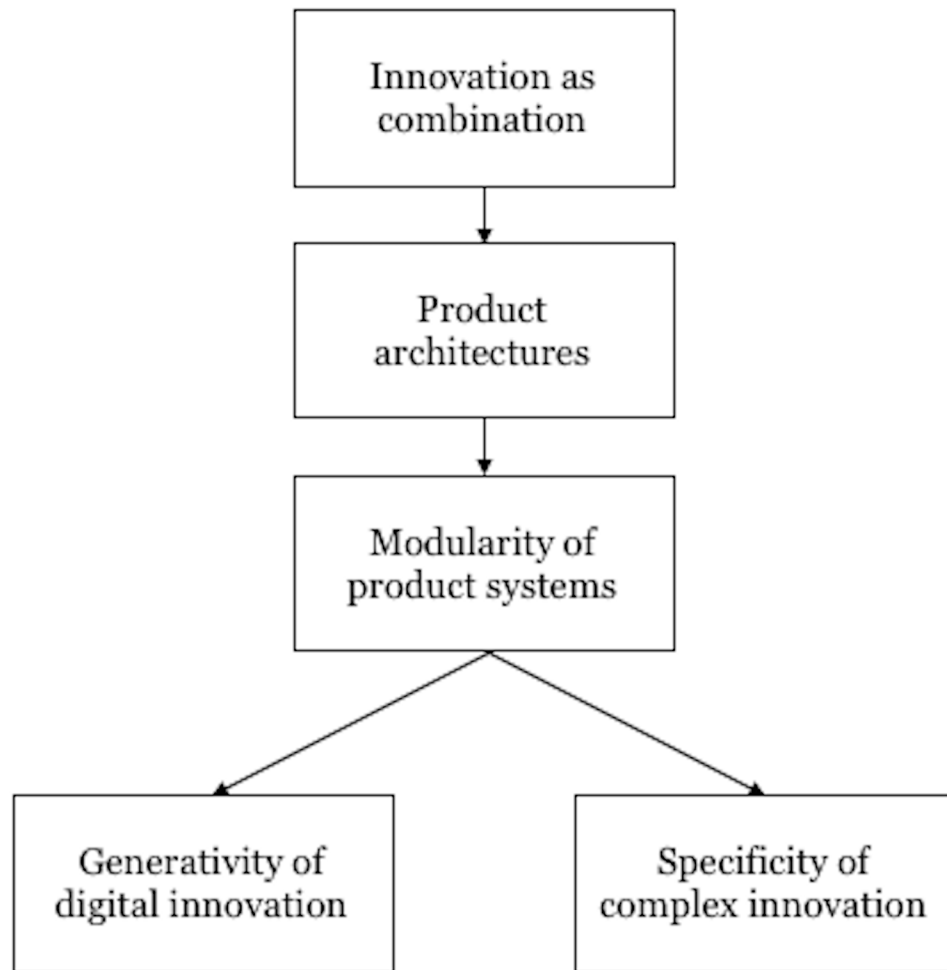 Innovation as
combination
Product
architectures
Modularity of
product systems
Generativity of
digital innovation
Specificity of
complex innovation